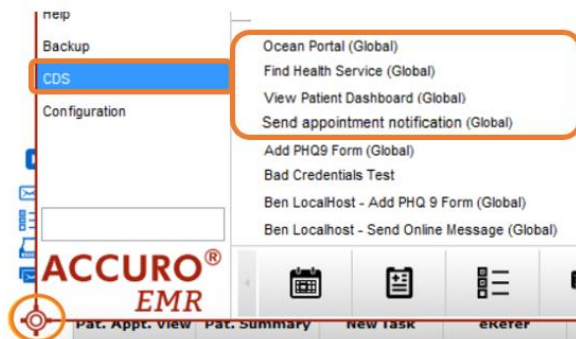 Help
Backup
CDS
Configuration
Ocean Portal (Global)
Find Health Service (Global)
View Patient Dashboard (Global)
Send appointment notification (Global)
Add PHQ9 Form (Global)
Bad Credentials Test
Ben LocalHost - Add PHQ 9 Form (Global)
Ben Localhost - Send Online Message (Global)
ACCURO®
EMR
Pat. Appt. View Pat. Summary New Task eRefer